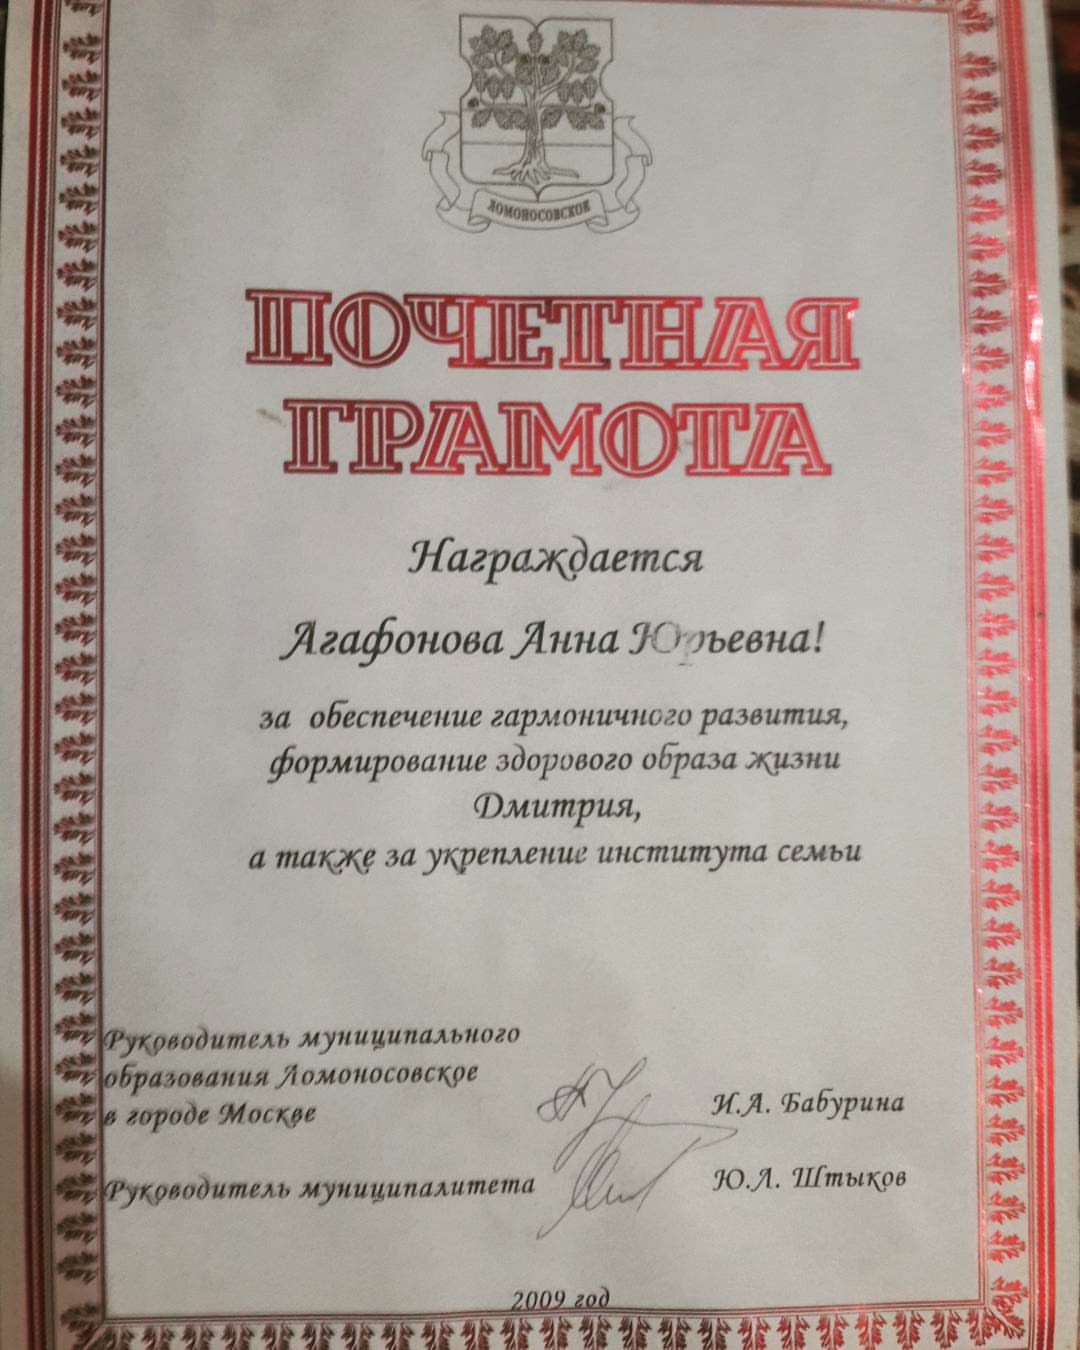 ЛОМОНОСОВСКОЕ
ПОЧЕТНАЯ
ГРАМОТА
Награждается
Агафонова Анна Юрьевна!
за обеспечение гармоничного развития,
формирование здорового образа жизни
Дмитрия,
а также за укрепление института семьи
Руководитель муниципального
образования Ломоносовское
в городе Москве
И.А. Бабурина
Руководитель муниципалитета
Ю.А. Штыков
2009 год